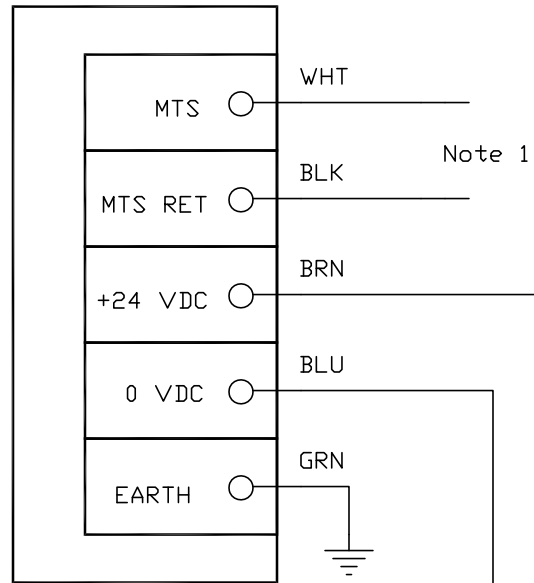 WHT
MTS
Note 1
BLK
MTS RET
BRN
+24 VDC
BLU
0 VDC
GRN
EARTH